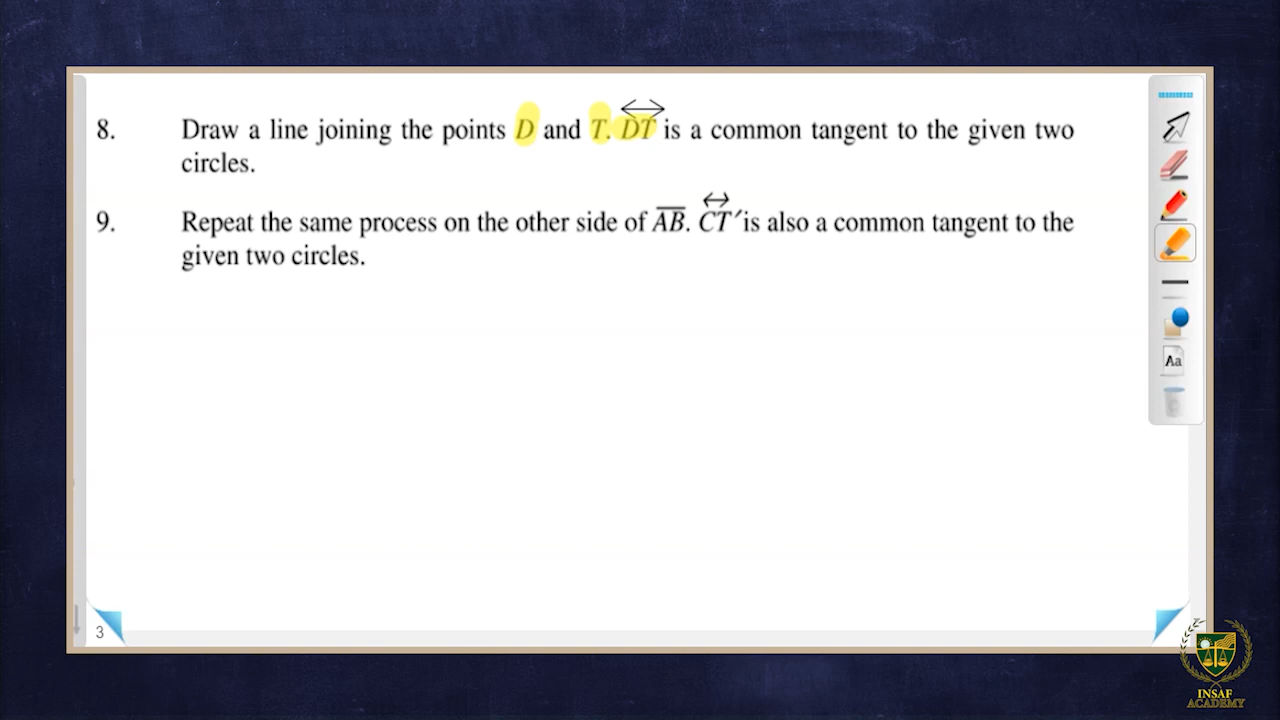 8. Draw a line joining the points D and T. DT is a common tangent to the given two
circles.
9. Repeat the same process on the other side of AB. CT′ is also a common tangent to the
given two circles.
Aa
3
INSAF
ACADEMY